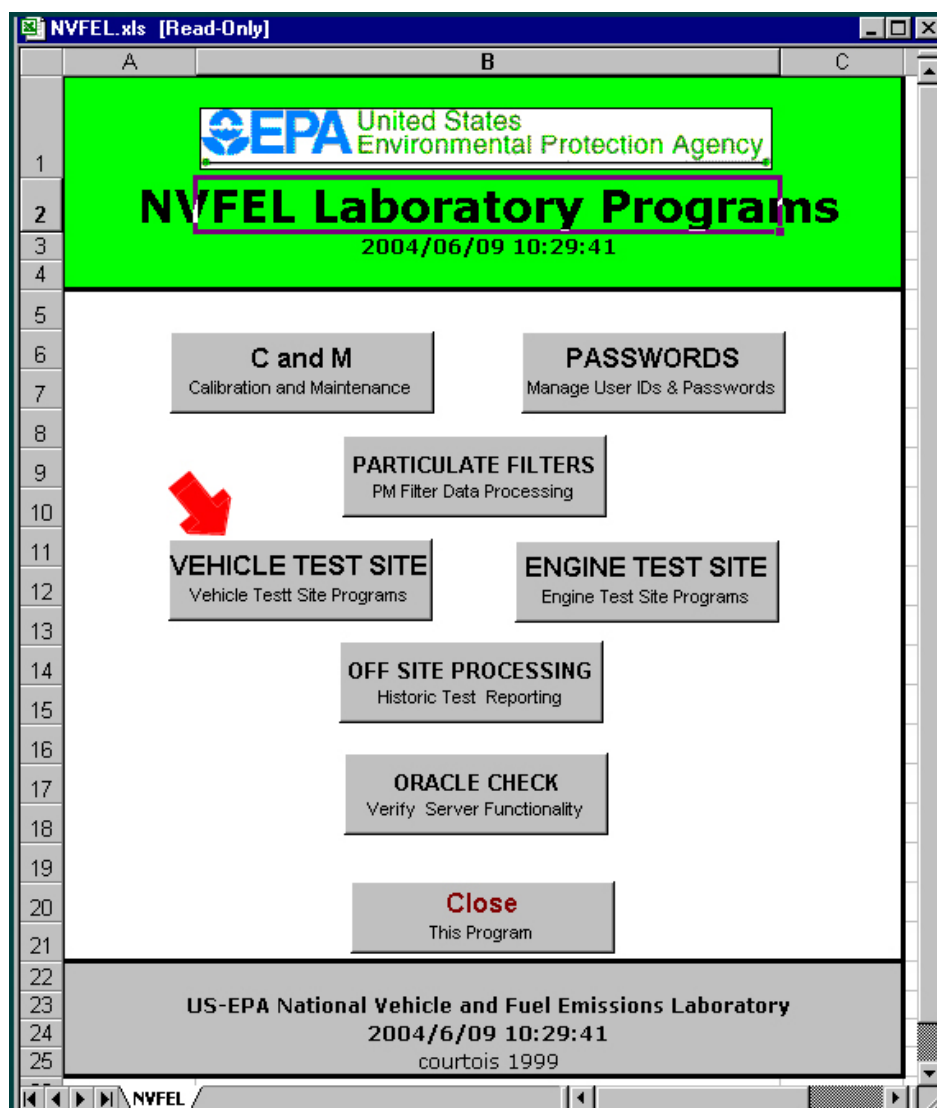 NVFEL.xls [Read-Only]
A B C
1
EPA United States
Environmental Protection Agency
2 NVFEL Laboratory Programs
3 2004/06/09 10:29:41
4
5
6 C and M PASSWORDS
7 Calibration and Maintenance Manage User IDs & Passwords
8
9 PARTICULATE FILTERS
PM Filter Data Processing
10
11 VEHICLE TEST SITE ENGINE TEST SITE
12 Vehicle Testt Site Programs Engine Test Site Programs
13
14 OFF SITE PROCESSING
15 Historic Test Reporting
16
17 ORACLE CHECK
Verify Server Functionality
18
19
20 Close
21 This Program
22
23 US-EPA National Vehicle and Fuel Emissions Laboratory
24 2004/6/09 10:29:41
25 courtois 1999
NVFEL